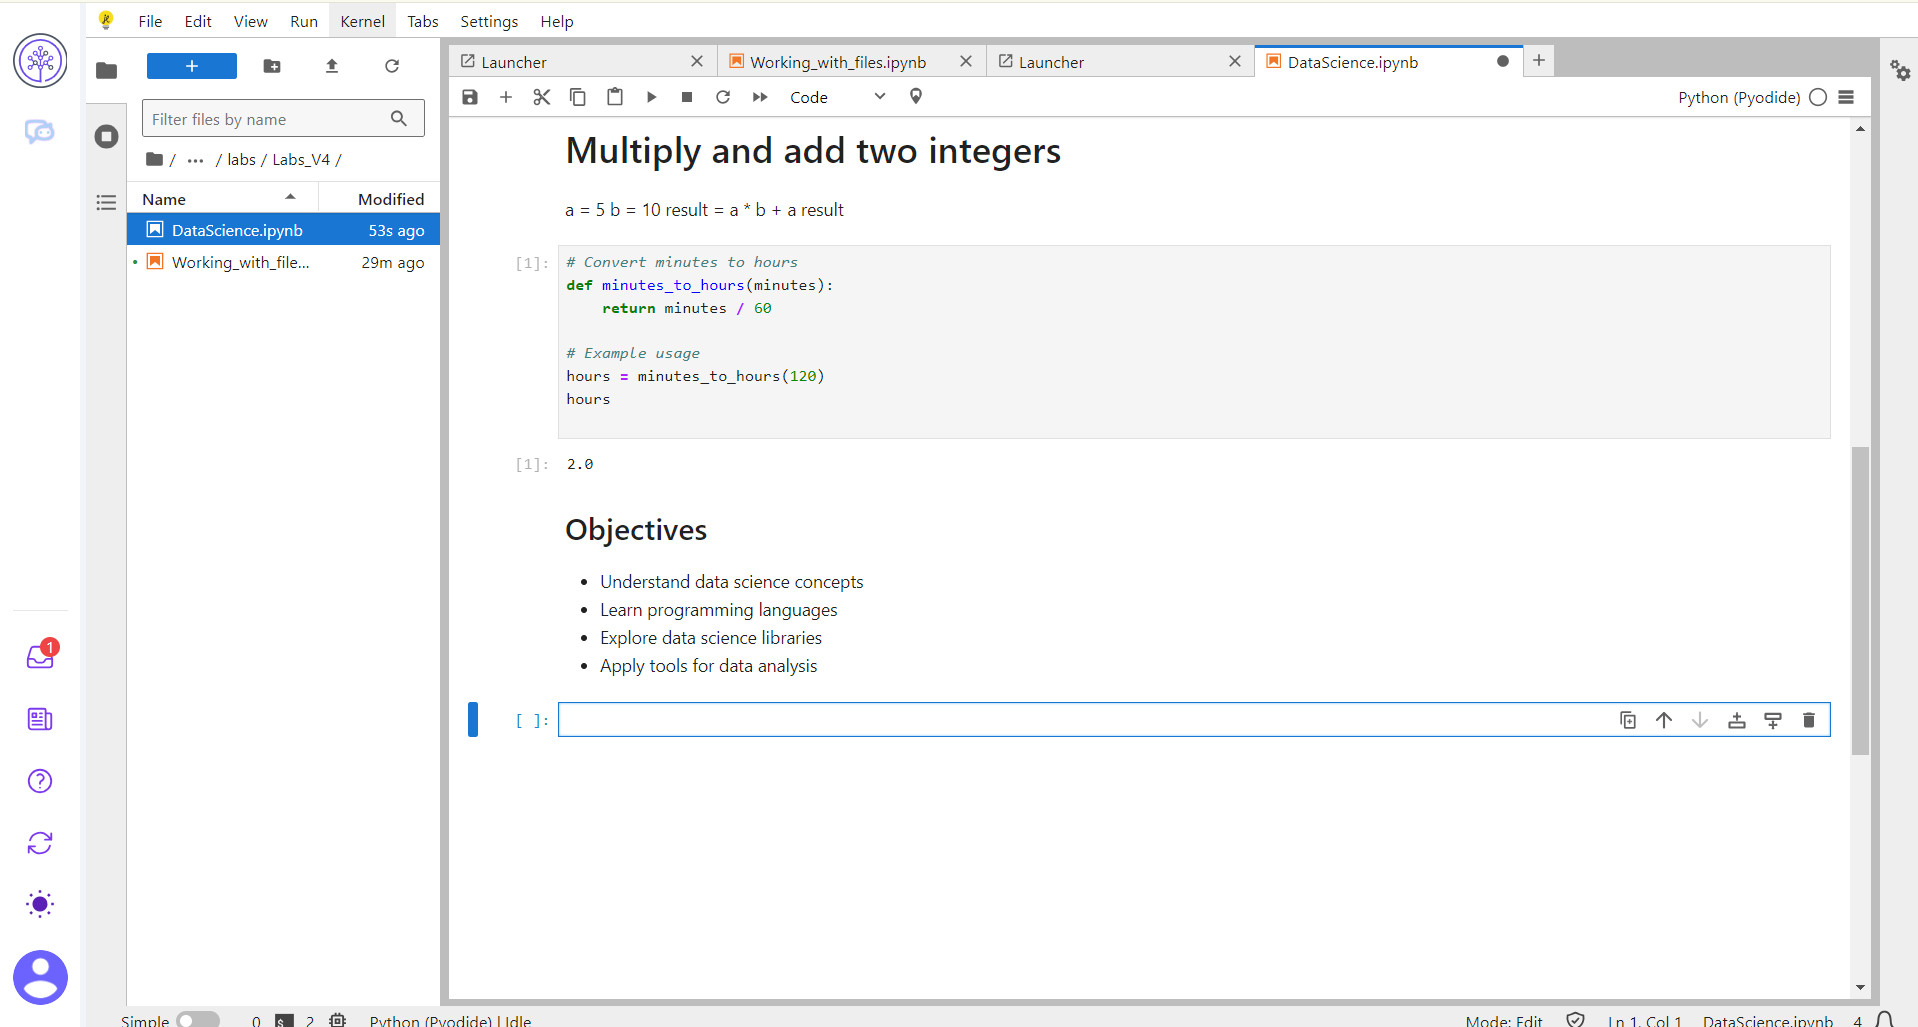 File Edit View Run Kernel Tabs Settings Help
+
Filter files by name
/ ... / labs / Labs_V4 /
Name Modified
DataScience.ipynb 53s ago
Working_with_file... 29m ago
Launcher
Working_with_files.ipynb
Launcher
DataScience.ipynb
Code
Python (Pyodide)
Multiply and add two integers
a = 5 b = 10 result = a * b + a result
[1]:
# Convert minutes to hours
def minutes_to_hours(minutes):
    return minutes / 60
# Example usage
hours = minutes_to_hours(120)
hours
[1]: 2.0
Objectives
• Understand data science concepts
• Learn programming languages
• Explore data science libraries
• Apply tools for data analysis
[ ]:
1
Simple 0 $_ 2 Python (Pyodide) | Idle
Mode: Edit Ln 1, Col 1 DataScience.ipynb 4